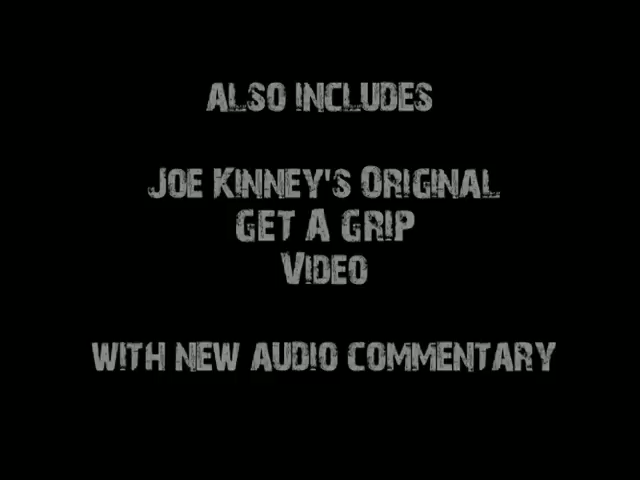 ALSO INCLUDES
JOE KINNEY'S ORIGINAL
GET A GRIP
VIDEO
WITH NEW AUDIO COMMENTARY